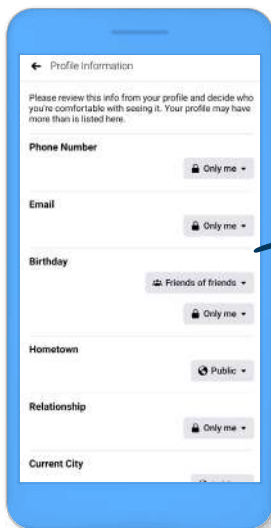 Profile Information
Please review this info from your profile and decide who
you're comfortable with seeing it. Your profile may have
more than is listed here.
Phone Number
Only me
Email
Only me
Birthday
Friends of friends
Only me
Hometown
Public
Relationship
Only me
Current City